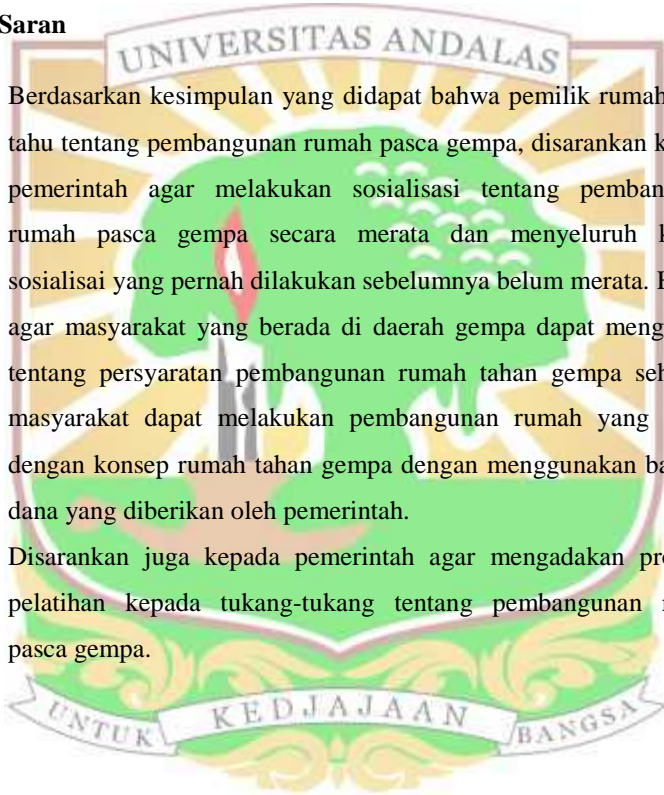 Saran
UNIVERSITAS ANDALAS
Berdasarkan kesimpulan yang didapat bahwa pemilik rumah
tahu tentang pembangunan rumah pasca gempa, disarankan k
pemerintah agar melakukan sosialisasi tentang pemban
rumah pasca gempa secara merata dan menyeluruh k
sosialisai yang pernah dilakukan sebelumnya belum merata.
agar masyarakat yang berada di daerah gempa dapat meng
tentang persyaratan pembangunan rumah tahan gempa seh
masyarakat dapat melakukan pembangunan rumah yang
dengan konsep rumah tahan gempa dengan menggunakan ba
dana yang diberikan oleh pemerintah.
Disarankan juga kepada pemerintah agar mengadakan pro
pelatihan kepada tukang-tukang tentang pembangunan
pasca gempa.
UNTUK KEDJAJAAN BANGSA